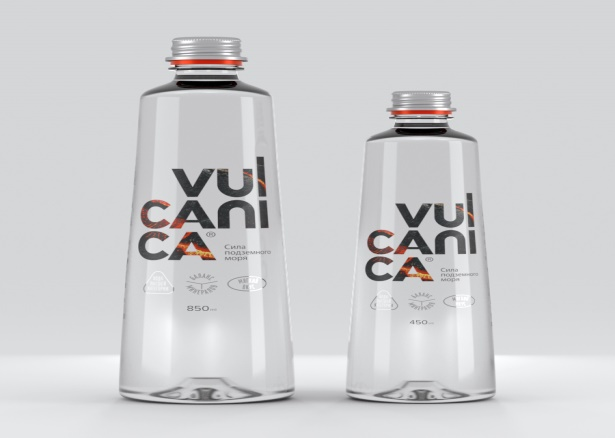 vul
cani
ca®
Сила
подземного
моря
850
vul
cani
ca®
Сила
подземного
моря
450